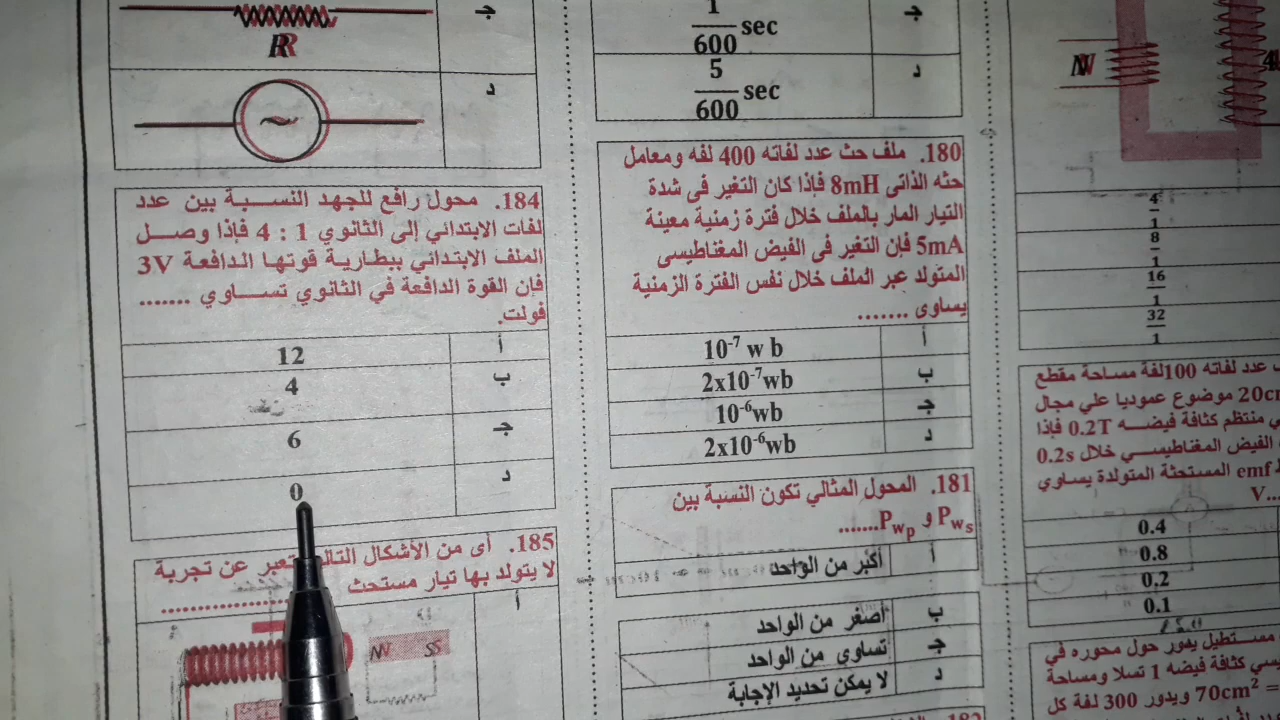 ج
R
د
184. محول رافع للجهد النسبة بين عدد
لفات الابتدائي إلى الثانوي 1 : 4 فإذا وصل
الملف الابتدائي ببطارية قوتها الدافعة 3V
فإن القوة الدافعة في الثانوي تساوي .......
فولت.
أ 12
ب 4
ج 6
د 0
185. أى من الأشكال التالية تعبر عن تجربة
لا يتولد بها تيار مستحث ................
أ
N S
ج 1/600 sec
د 5/600 sec
180. ملف حث عدد لفاته 400 لفه ومعامل
حثه الذاتى 8mH فإذا كان التغير فى شدة
التيار المار بالملف خلال فترة زمنية معينة
5mA فإن التغير فى الفيض المغناطيسى
المتولد عبر الملف خلال نفس الفترة الزمنية
يساوى .......
أ 10⁻⁷ w b
ب 2x10⁻⁷wb
ج 10⁻⁶wb
د 2x10⁻⁶wb
181. المحول المثالي تكون النسبة بين
P_ws و P_wp.......
أ أكبر من الواحد
ب أصغر من الواحد
ج تساوى من الواحد
د لا يمكن تحديد الإجابة
N
4
4/1
8/1
16/1
32/1
عدد لفاته 100لفة مساحة مقطع
موضوع عموديا علي مجال
منتظم كثافة فيضه 0.2T فإذا
الفيض المغناطيسي خلال 0.2s
emf المستحثة المتولدة يساوي
V...
0.4
0.8
0.2
0.1
مستطيل يدور حول محوره في
كثافة فيضه 1 تسلا ومساحة
70cm² = ويدور 300 لفة كل